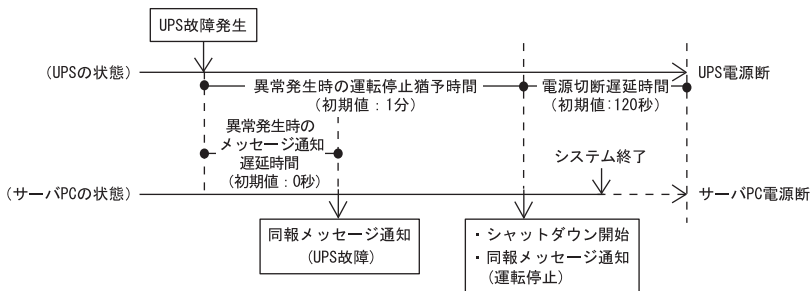 UPS故障発生
(UPSの状態)
UPS電源断
異常発生時の運転停止猶予時間
(初期値：1分)
電源切断遅延時間
(初期値:120秒)
異常発生時の
メッセージ通知
遅延時間
(初期値：0秒)
システム終了
(サーバPCの状態)
サーバPC電源断
同報メッセージ通知
(UPS故障)
・シャットダウン開始
・同報メッセージ通知
(運転停止)